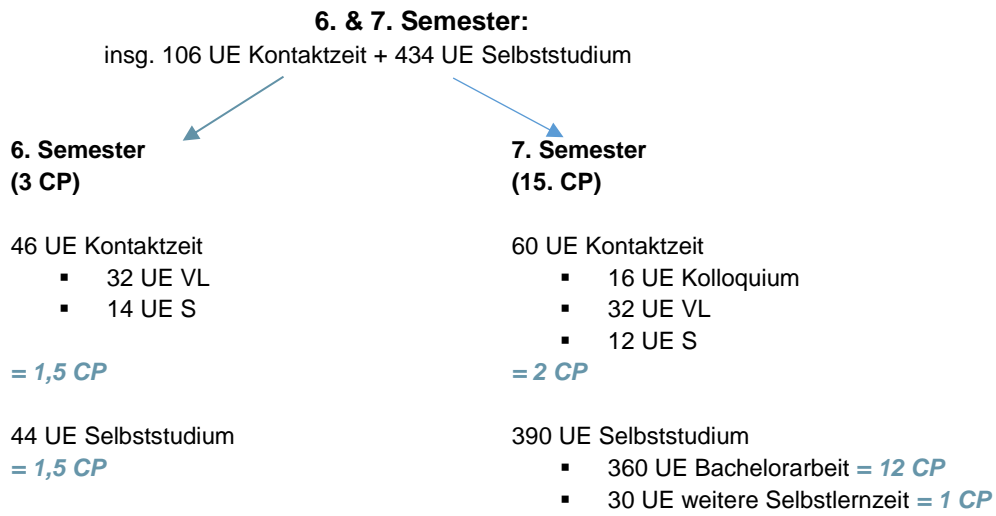 6. & 7. Semester:
insg. 106 UE Kontaktzeit + 434 UE Selbststudium
6. Semester
(3 CP)
46 UE Kontaktzeit
▪ 32 UE VL
▪ 14 UE S
= 1,5 CP
44 UE Selbststudium
= 1,5 CP
7. Semester
(15. CP)
60 UE Kontaktzeit
▪ 16 UE Kolloquium
▪ 32 UE VL
▪ 12 UE S
= 2 CP
390 UE Selbststudium
▪ 360 UE Bachelorarbeit = 12 CP
▪ 30 UE weitere Selbstlernzeit = 1 CP